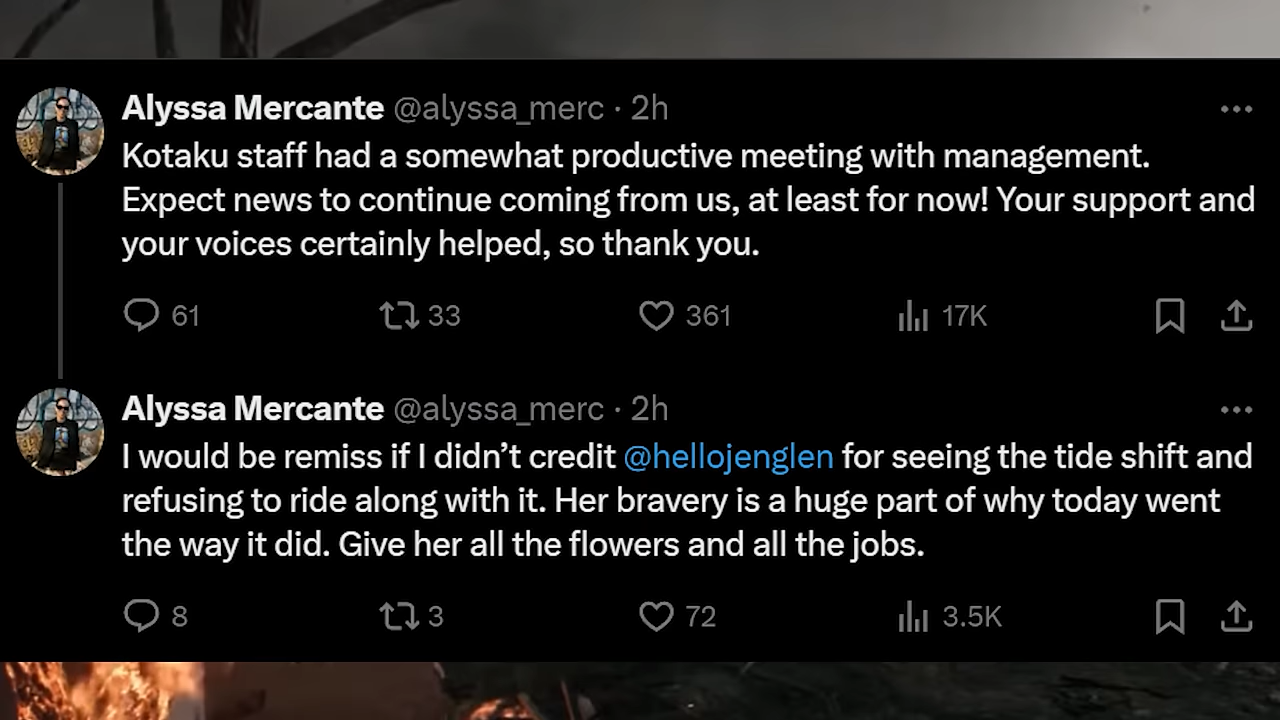 Alyssa Mercante @alyssa_merc · 2h
Kotaku staff had a somewhat productive meeting with management.
Expect news to continue coming from us, at least for now! Your support and
your voices certainly helped, so thank you.
61 33 361 17K
Alyssa Mercante @alyssa_merc · 2h
I would be remiss if I didn’t credit @hellojenglen for seeing the tide shift and
refusing to ride along with it. Her bravery is a huge part of why today went
the way it did. Give her all the flowers and all the jobs.
8 3 72 3.5K